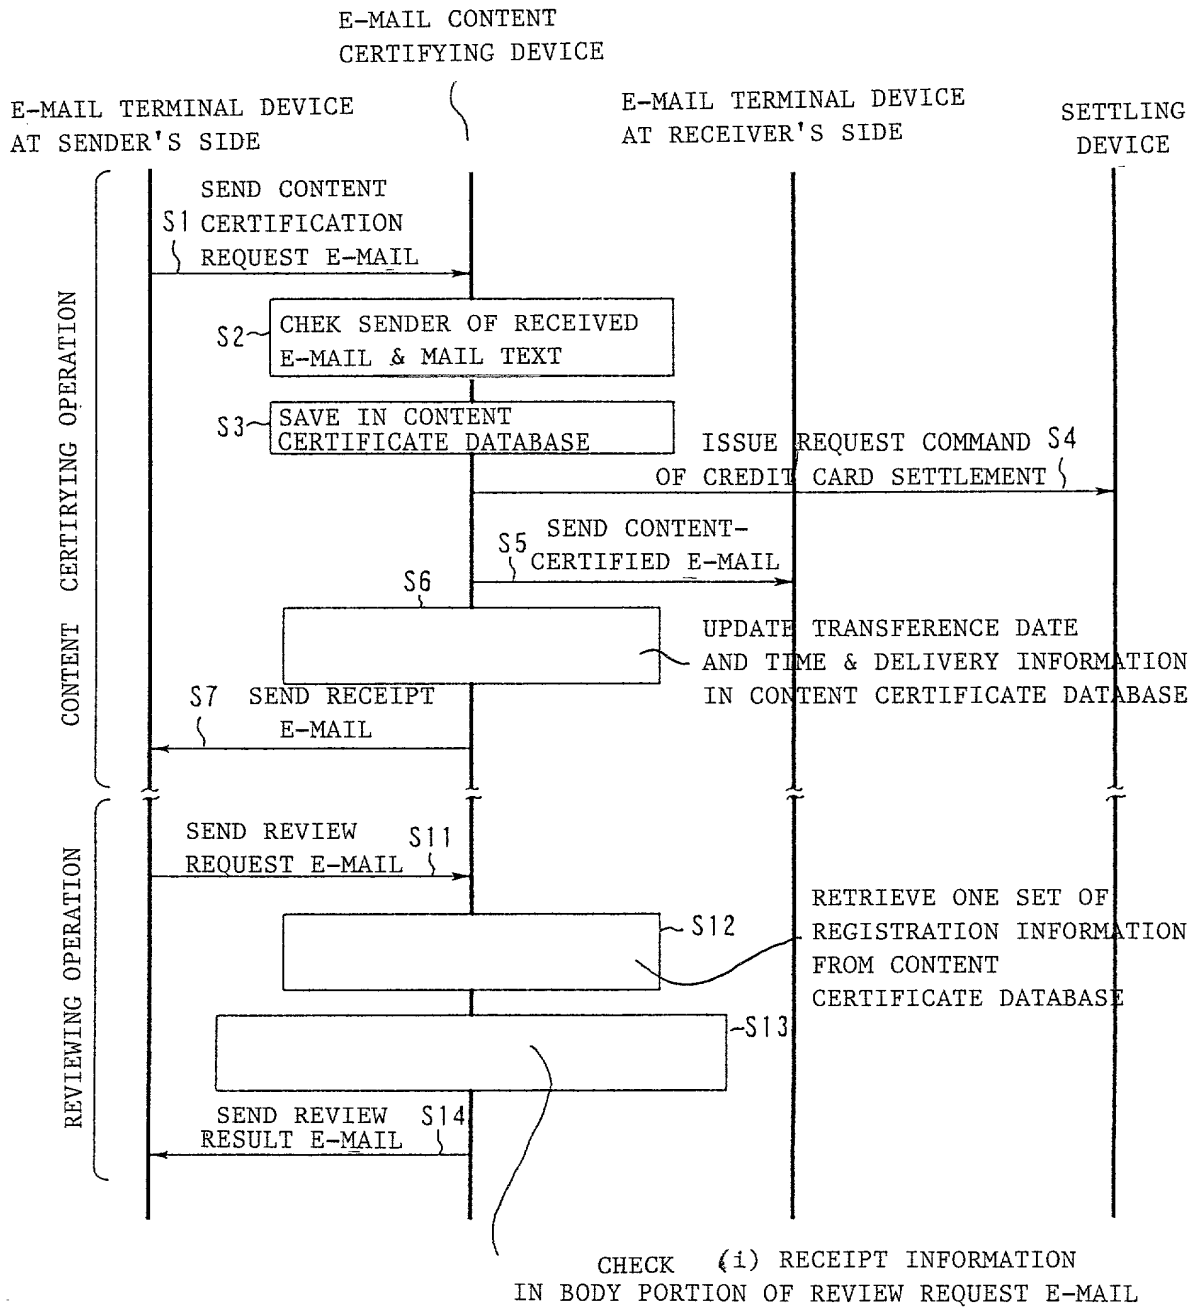 E-MAIL CONTENT
CERTIFYING DEVICE
E-MAIL TERMINAL DEVICE
AT SENDER'S SIDE
E-MAIL TERMINAL DEVICE
AT RECEIVER'S SIDE
SETTLING
DEVICE
CONTENT CERTIRYING OPERATION
S1
SEND CONTENT
CERTIFICATION
REQUEST E-MAIL
S2
CHEK SENDER OF RECEIVED
E-MAIL & MAIL TEXT
S3
SAVE IN CONTENT
CERTIFICATE DATABASE
ISSUE REQUEST COMMAND
OF CREDIT CARD SETTLEMENT
S4
S5
SEND CONTENT-
CERTIFIED E-MAIL
S6
UPDATE TRANSFERENCE DATE
AND TIME & DELIVERY INFORMATION
IN CONTENT CERTIFICATE DATABASE
S7
SEND RECEIPT
E-MAIL
REVIEWING OPERATION
SEND REVIEW
REQUEST E-MAIL
S11
S12
RETRIEVE ONE SET OF
REGISTRATION INFORMATION
FROM CONTENT
CERTIFICATE DATABASE
S13
SEND REVIEW
RESULT E-MAIL
S14
CHECK (i) RECEIPT INFORMATION
IN BODY PORTION OF REVIEW REQUEST E-MAIL